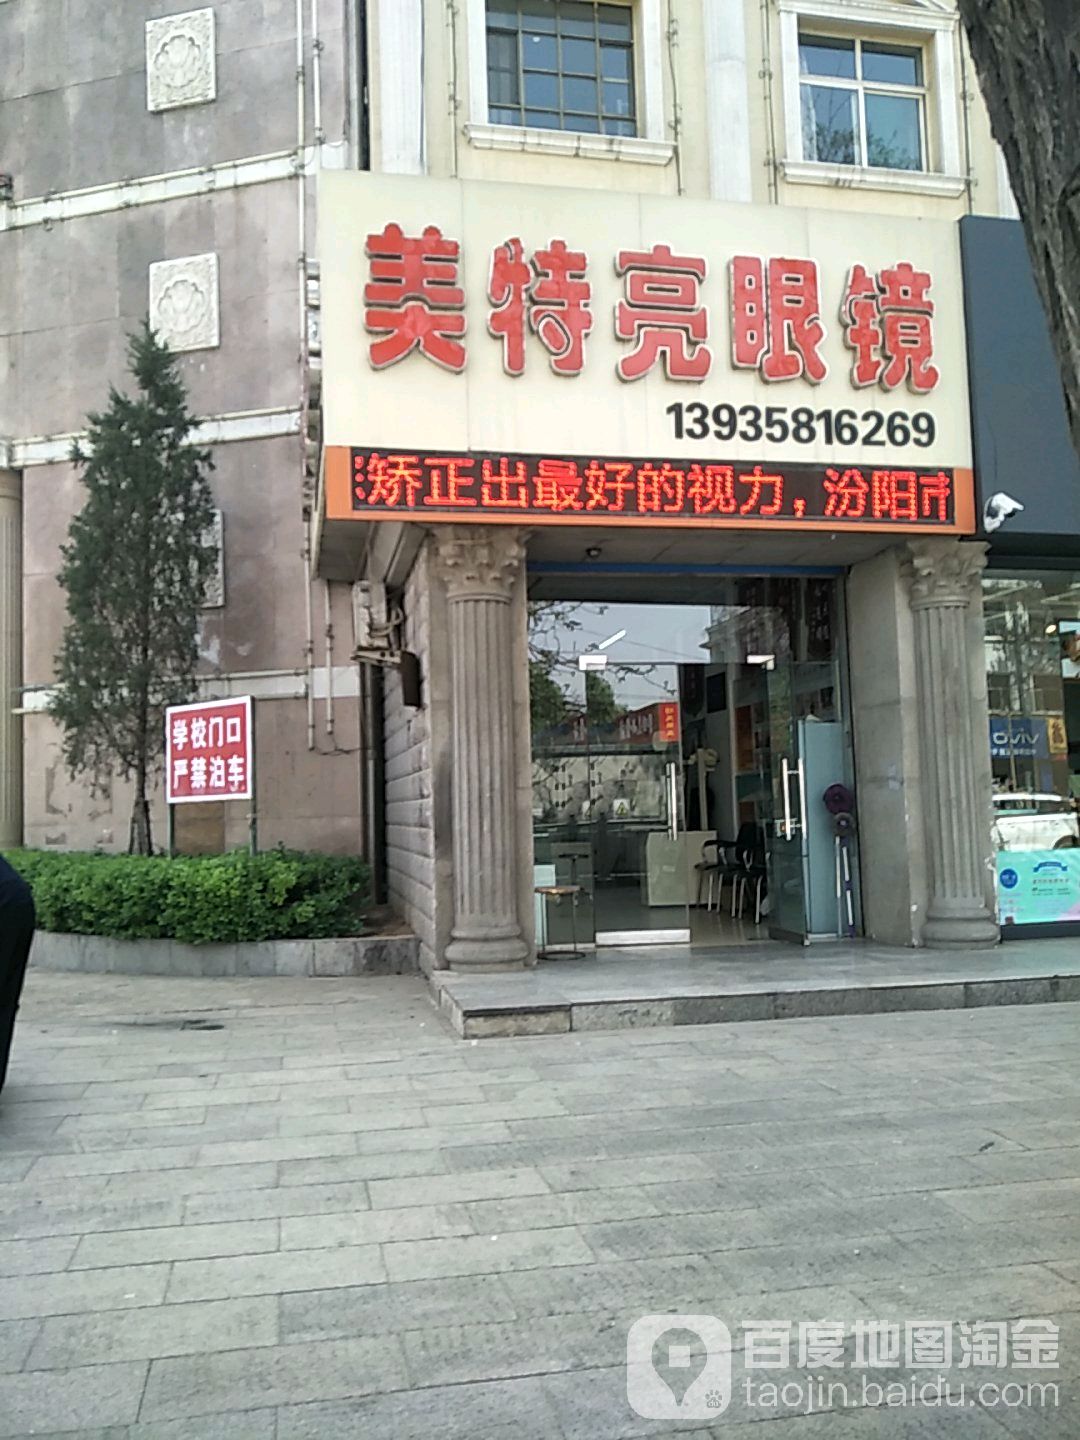 美特亮眼镜
13935816269
矫正出最好的视力，汾阳市
学校门口
严禁泊车
vivo
百度地图淘金
taojin.baidu.com